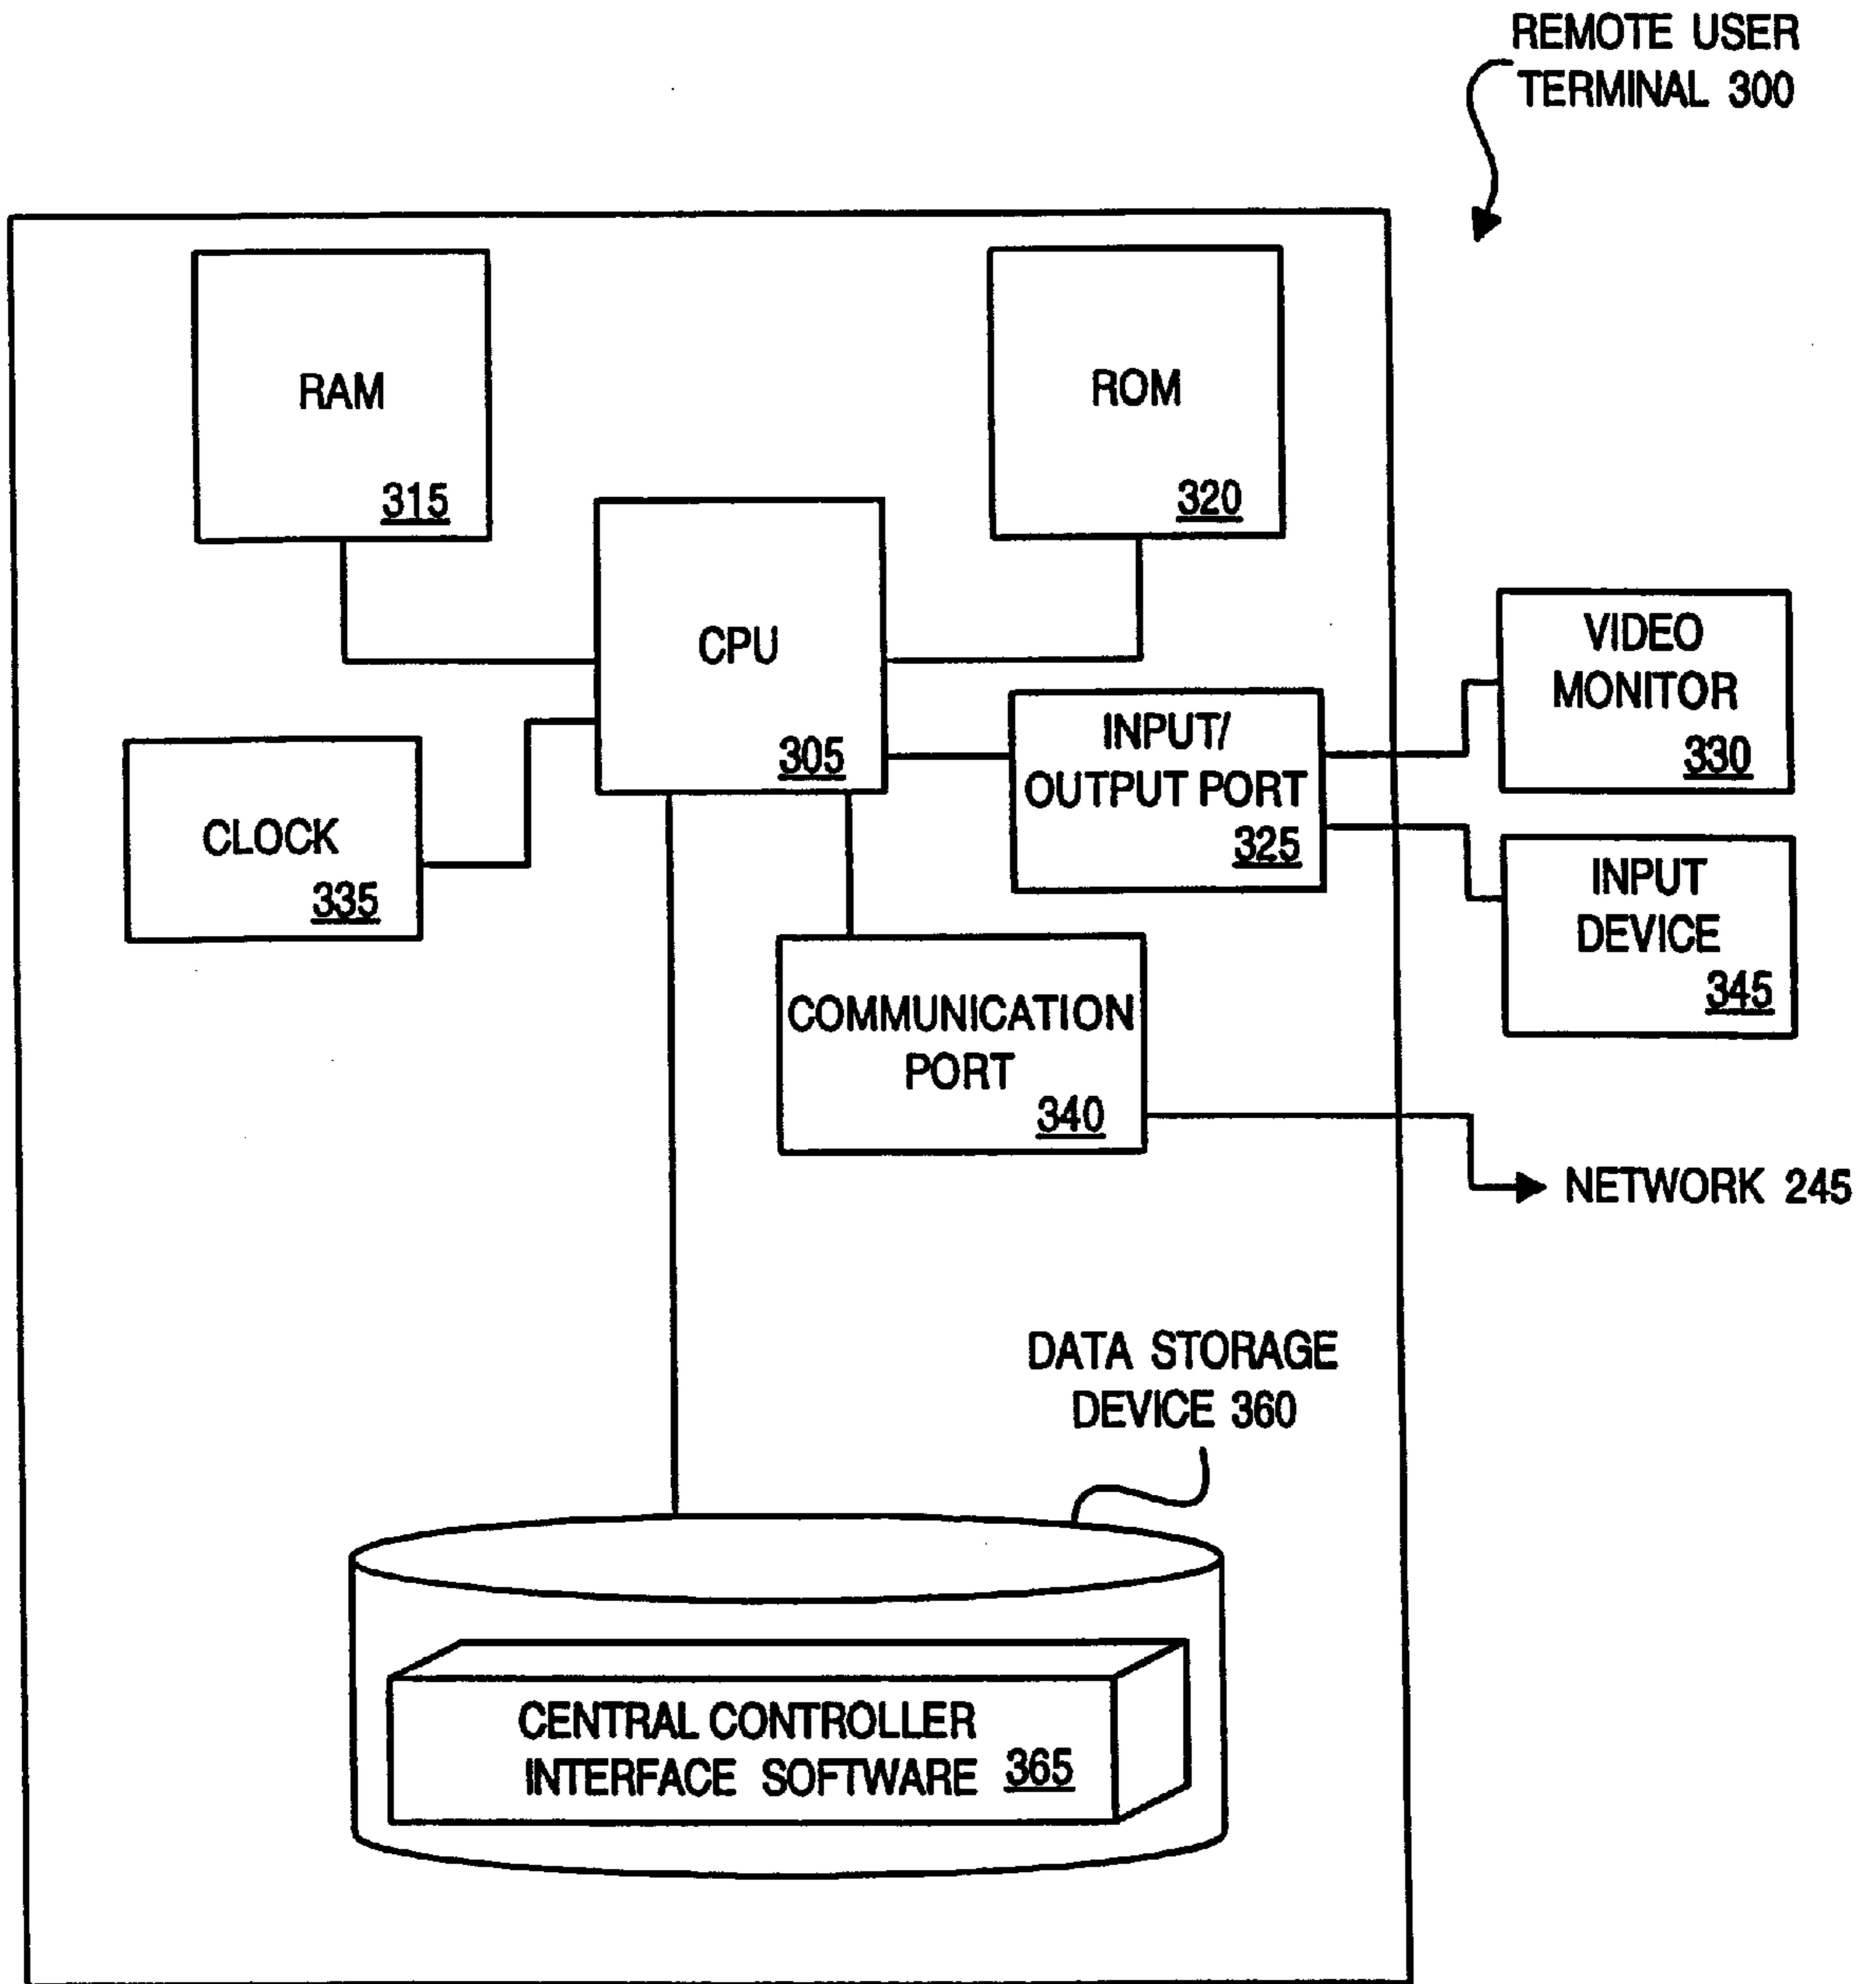 REMOTE USER
TERMINAL 300
RAM
315
ROM
320
CPU
305
VIDEO
MONITOR
330
INPUT/
OUTPUT PORT
325
CLOCK
335
INPUT
DEVICE
345
COMMUNICATION
PORT
340
NETWORK 245
DATA STORAGE
DEVICE 360
CENTRAL CONTROLLER
INTERFACE SOFTWARE 365